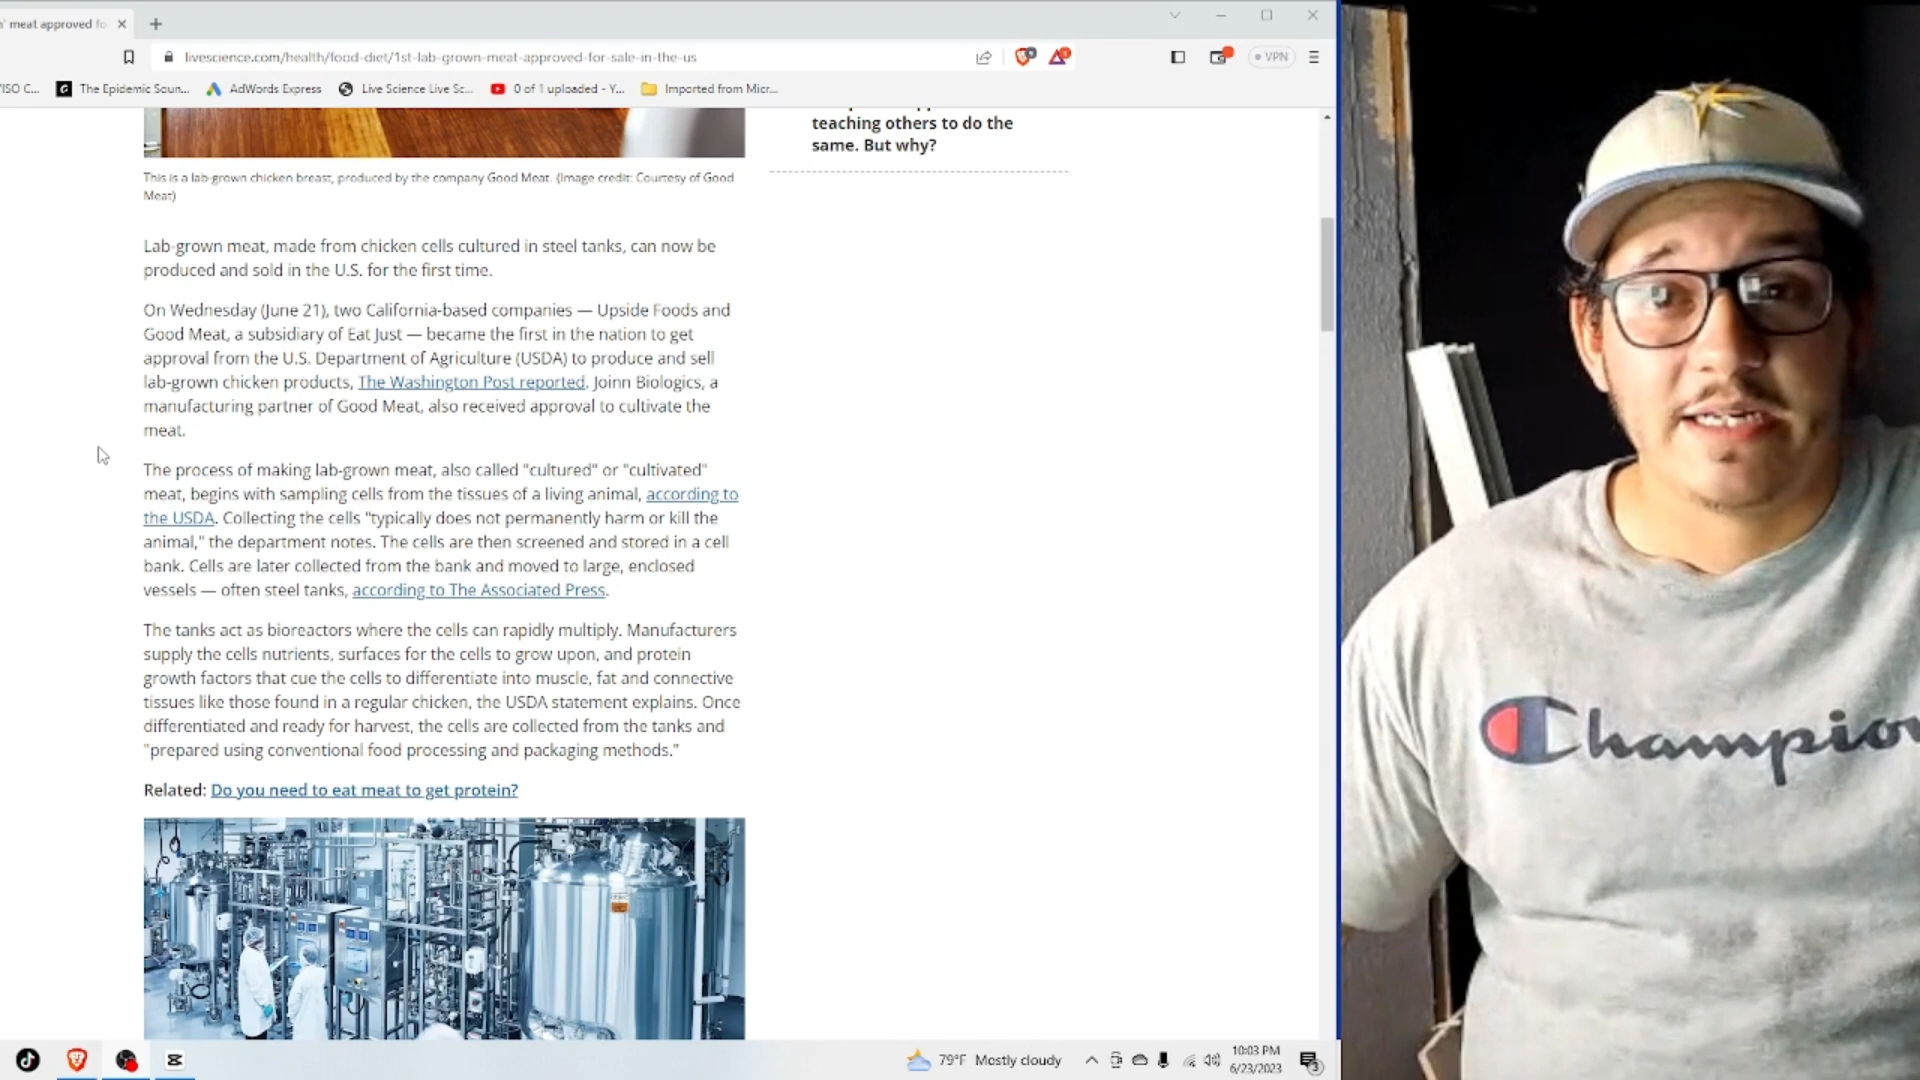 ' meat approved fo
livescience.com/health/food-diet/1st-lab-grown-meat-approved-for-sale-in-the-us
VPN
ISO C...
The Epidemic Soun...
AdWords Express
Live Science Live Sc...
0 of 1 uploaded - Y...
Imported from Micr...
teaching others to do the
same. But why?
This is a lab-grown chicken breast, produced by the company Good Meat. (Image credit: Courtesy of Good
Meat)
Lab-grown meat, made from chicken cells cultured in steel tanks, can now be
produced and sold in the U.S. for the first time.
On Wednesday (June 21), two California-based companies — Upside Foods and
Good Meat, a subsidiary of Eat Just — became the first in the nation to get
approval from the U.S. Department of Agriculture (USDA) to produce and sell
lab-grown chicken products, The Washington Post reported. Joinn Biologics, a
manufacturing partner of Good Meat, also received approval to cultivate the
meat.
The process of making lab-grown meat, also called "cultured" or "cultivated"
meat, begins with sampling cells from the tissues of a living animal, according to
the USDA. Collecting the cells "typically does not permanently harm or kill the
animal," the department notes. The cells are then screened and stored in a cell
bank. Cells are later collected from the bank and moved to large, enclosed
vessels — often steel tanks, according to The Associated Press.
The tanks act as bioreactors where the cells can rapidly multiply. Manufacturers
supply the cells nutrients, surfaces for the cells to grow upon, and protein
growth factors that cue the cells to differentiate into muscle, fat and connective
tissues like those found in a regular chicken, the USDA statement explains. Once
differentiated and ready for harvest, the cells are collected from the tanks and
"prepared using conventional food processing and packaging methods."
Related: Do you need to eat meat to get protein?
Champion
79°F Mostly cloudy
10:03 PM
6/23/2023
3